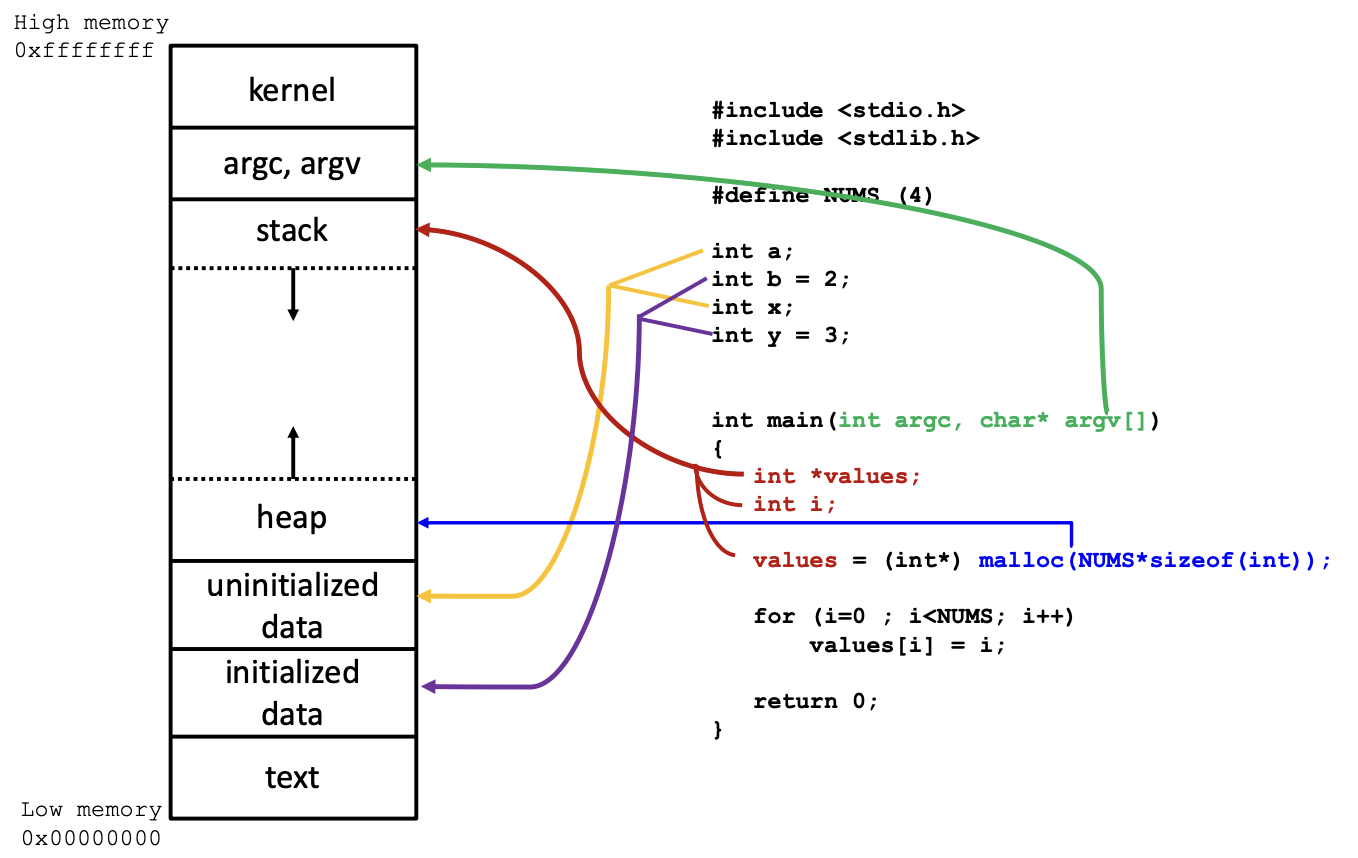 High memory
0xffffffff
kernel
argc, argv
stack
heap
uninitialized
data
initialized
data
text
Low memory
0x00000000
#include <stdio.h>
#include <stdlib.h>
#define NUMS (4)
int a;
int b = 2;
int x;
int y = 3;
int main(int argc, char* argv[])
{
int *values;
int i;
values = (int*) malloc(NUMS*sizeof(int));
for (i=0 ; i<NUMS; i++)
values[i] = i;
return 0;
}